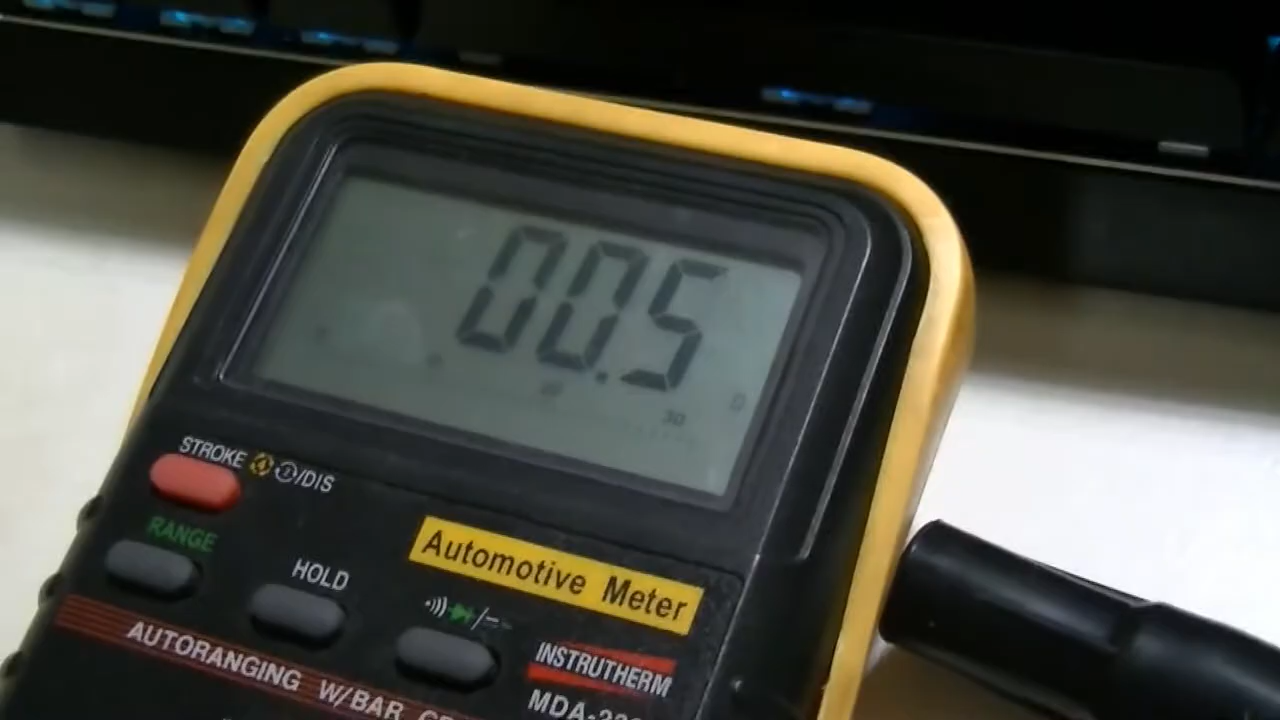 00.5
30
STROKE /DIS
RANGE
HOLD
Automotive Meter
INSTRUTHERM
AUTORANGING W/BAR